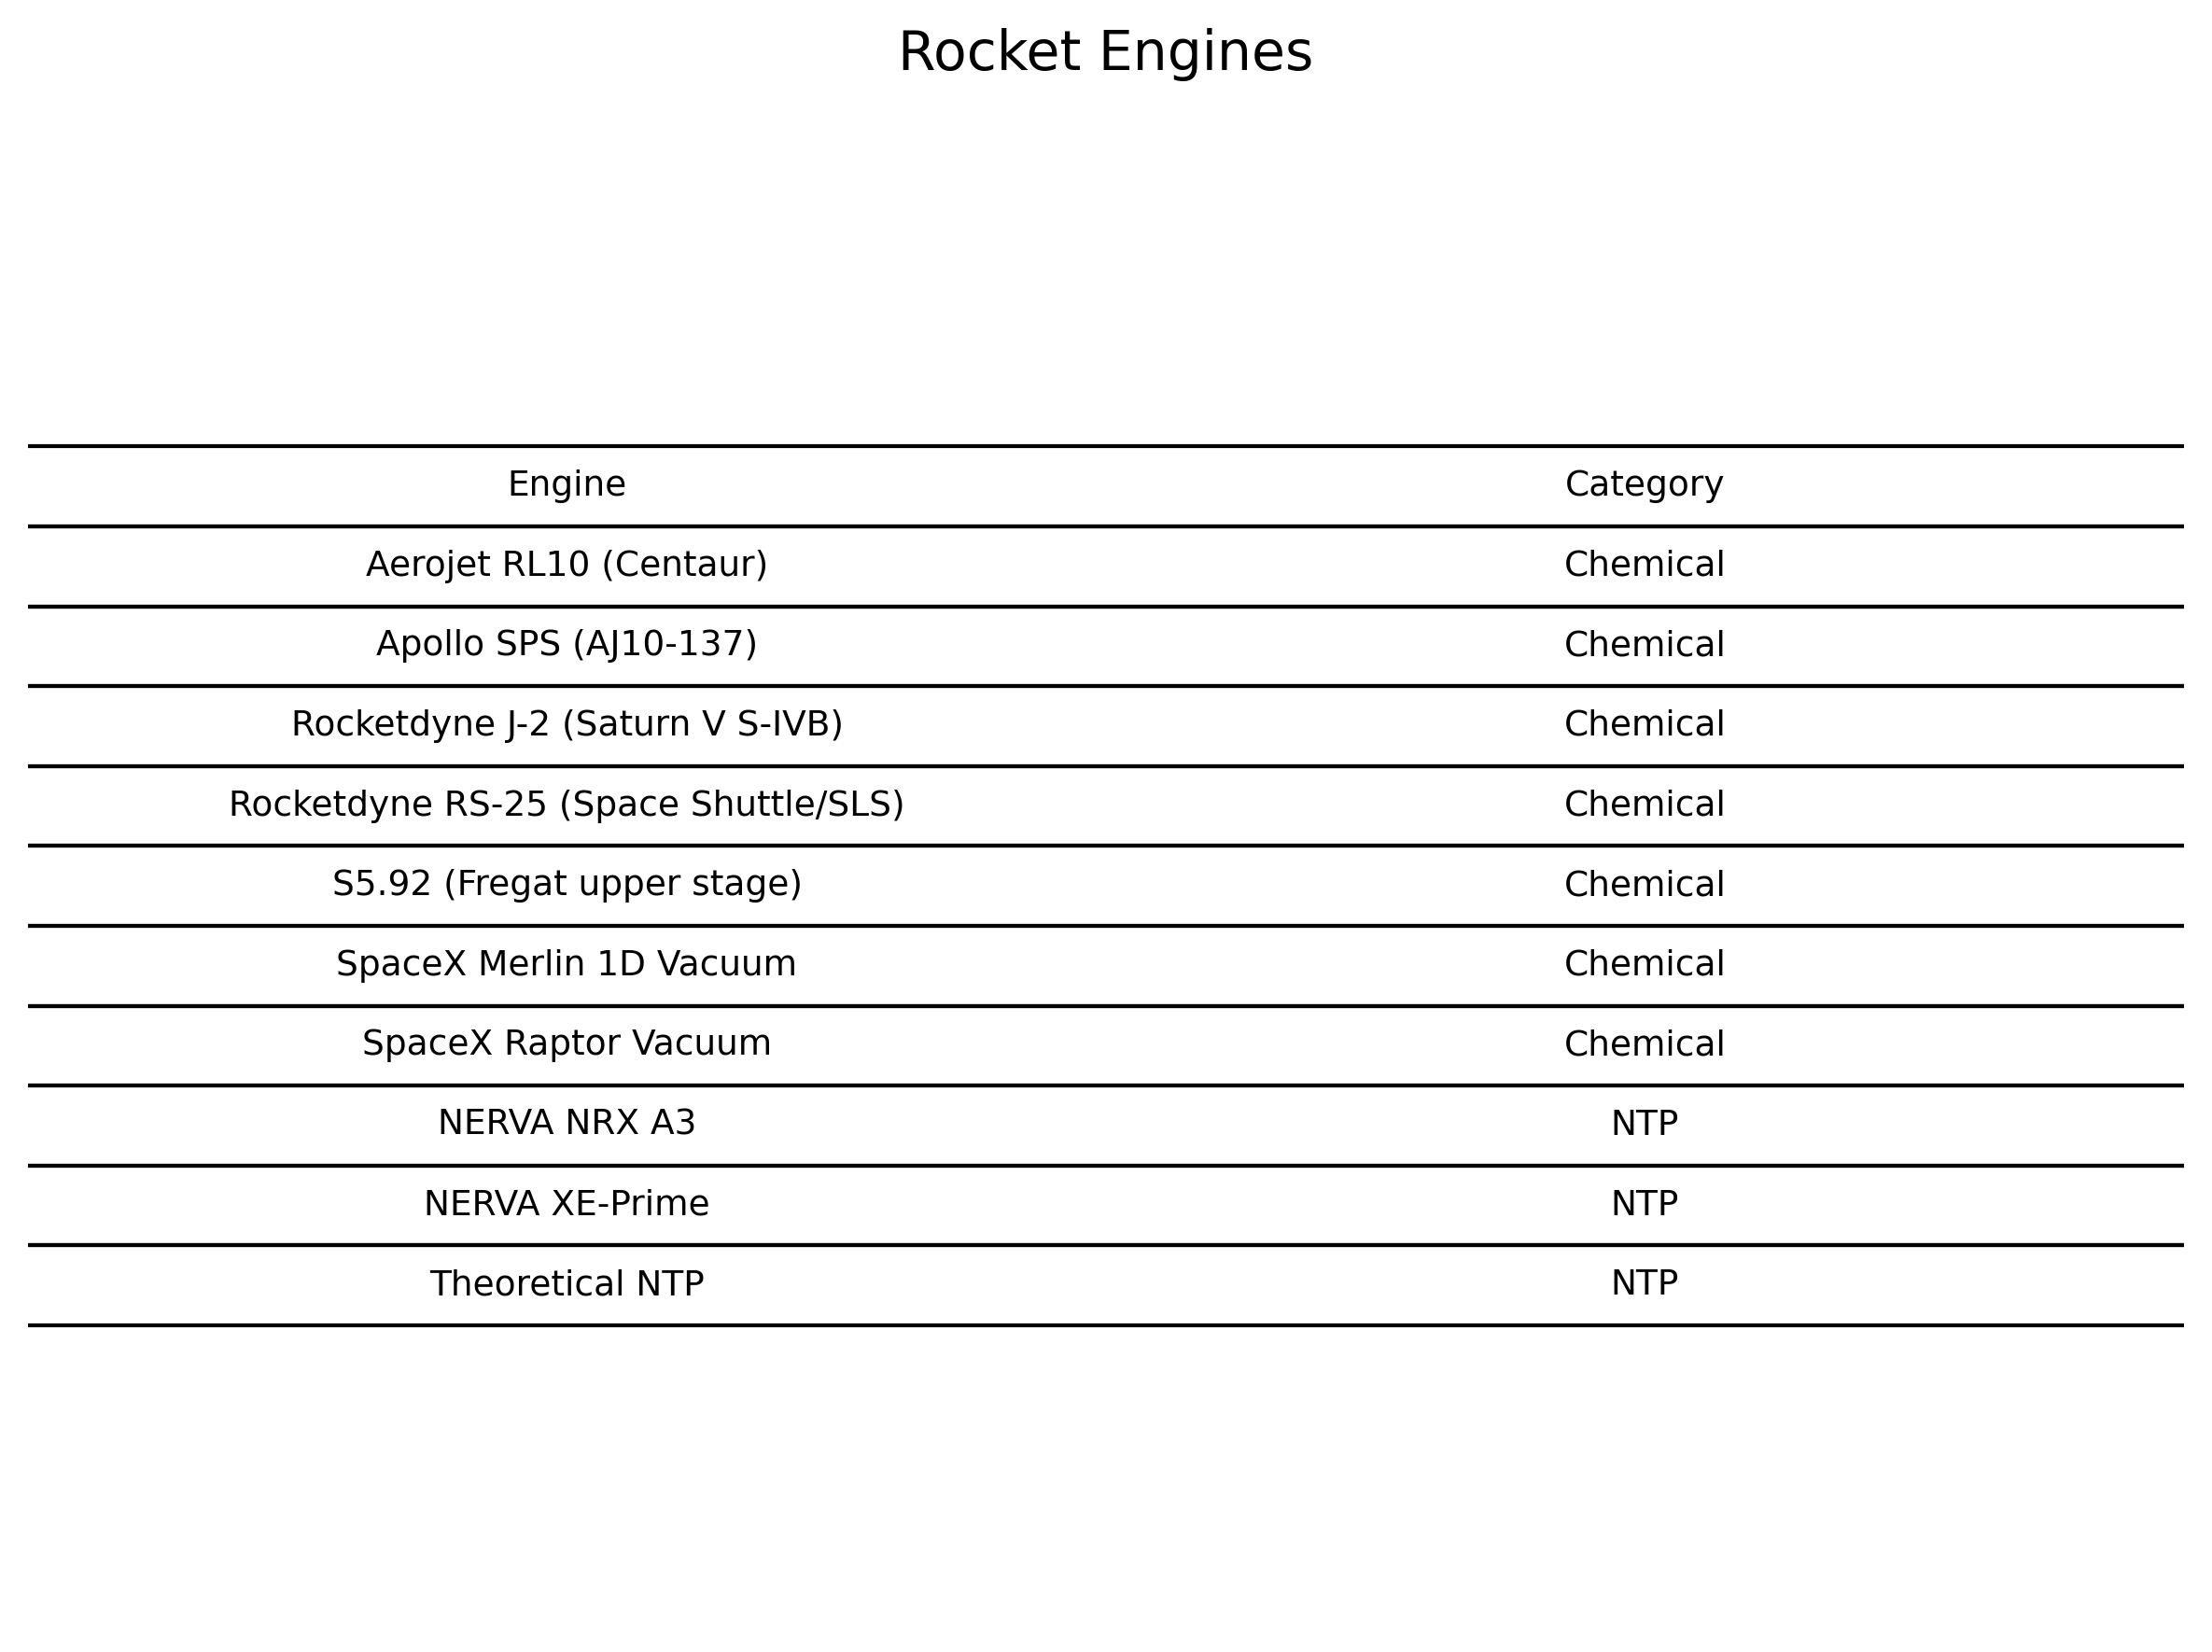 Rocket Engines
Engine Category
Aerojet RL10 (Centaur) Chemical
Apollo SPS (AJ10-137) Chemical
Rocketdyne J-2 (Saturn V S-IVB) Chemical
Rocketdyne RS-25 (Space Shuttle/SLS) Chemical
S5.92 (Fregat upper stage) Chemical
SpaceX Merlin 1D Vacuum Chemical
SpaceX Raptor Vacuum Chemical
NERVA NRX A3 NTP
NERVA XE-Prime NTP
Theoretical NTP NTP